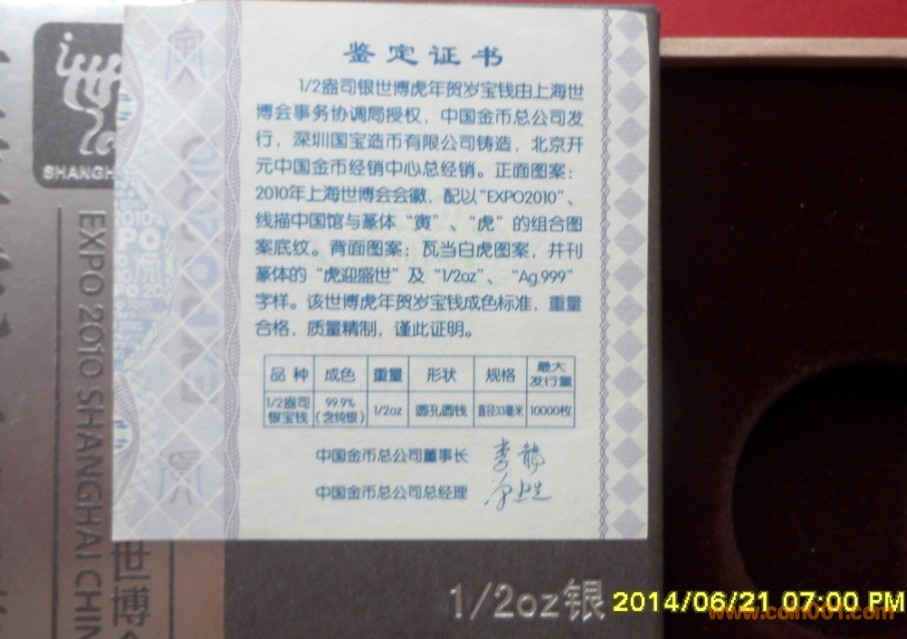 鉴定证书
1/2盎司银世博虎年贺岁宝钱由上海世
博会事务协调局授权，中国金币总公司发
行，深圳国宝造币有限公司铸造，北京开
元中国金币经销中心总经销。正面图案：
2010年上海世博会会徽，配以“EXPO2010”、
线描中国馆与篆体“寅”、“虎”的组合图
案底纹。背面图案：瓦当白虎图案，并刊
篆体的“虎迎盛世”及“1/2oz”、“Ag.999”
字样。该世博虎年贺岁宝钱成色标准，重量
合格，质量精制，谨此证明。
品种 成色 重量 形状 规格 最大发行量
1/2盎司银宝钱 99.9%(含纯银) 1/2oz 圆孔圆钱 直径33毫米 10000枚
中国金币总公司董事长
中国金币总公司总经理
SHANGH
EXPO 2010 SHANGHAI CHIN
世博
1/2oz银
2014/06/21 07:00 PM
www.coin001.com